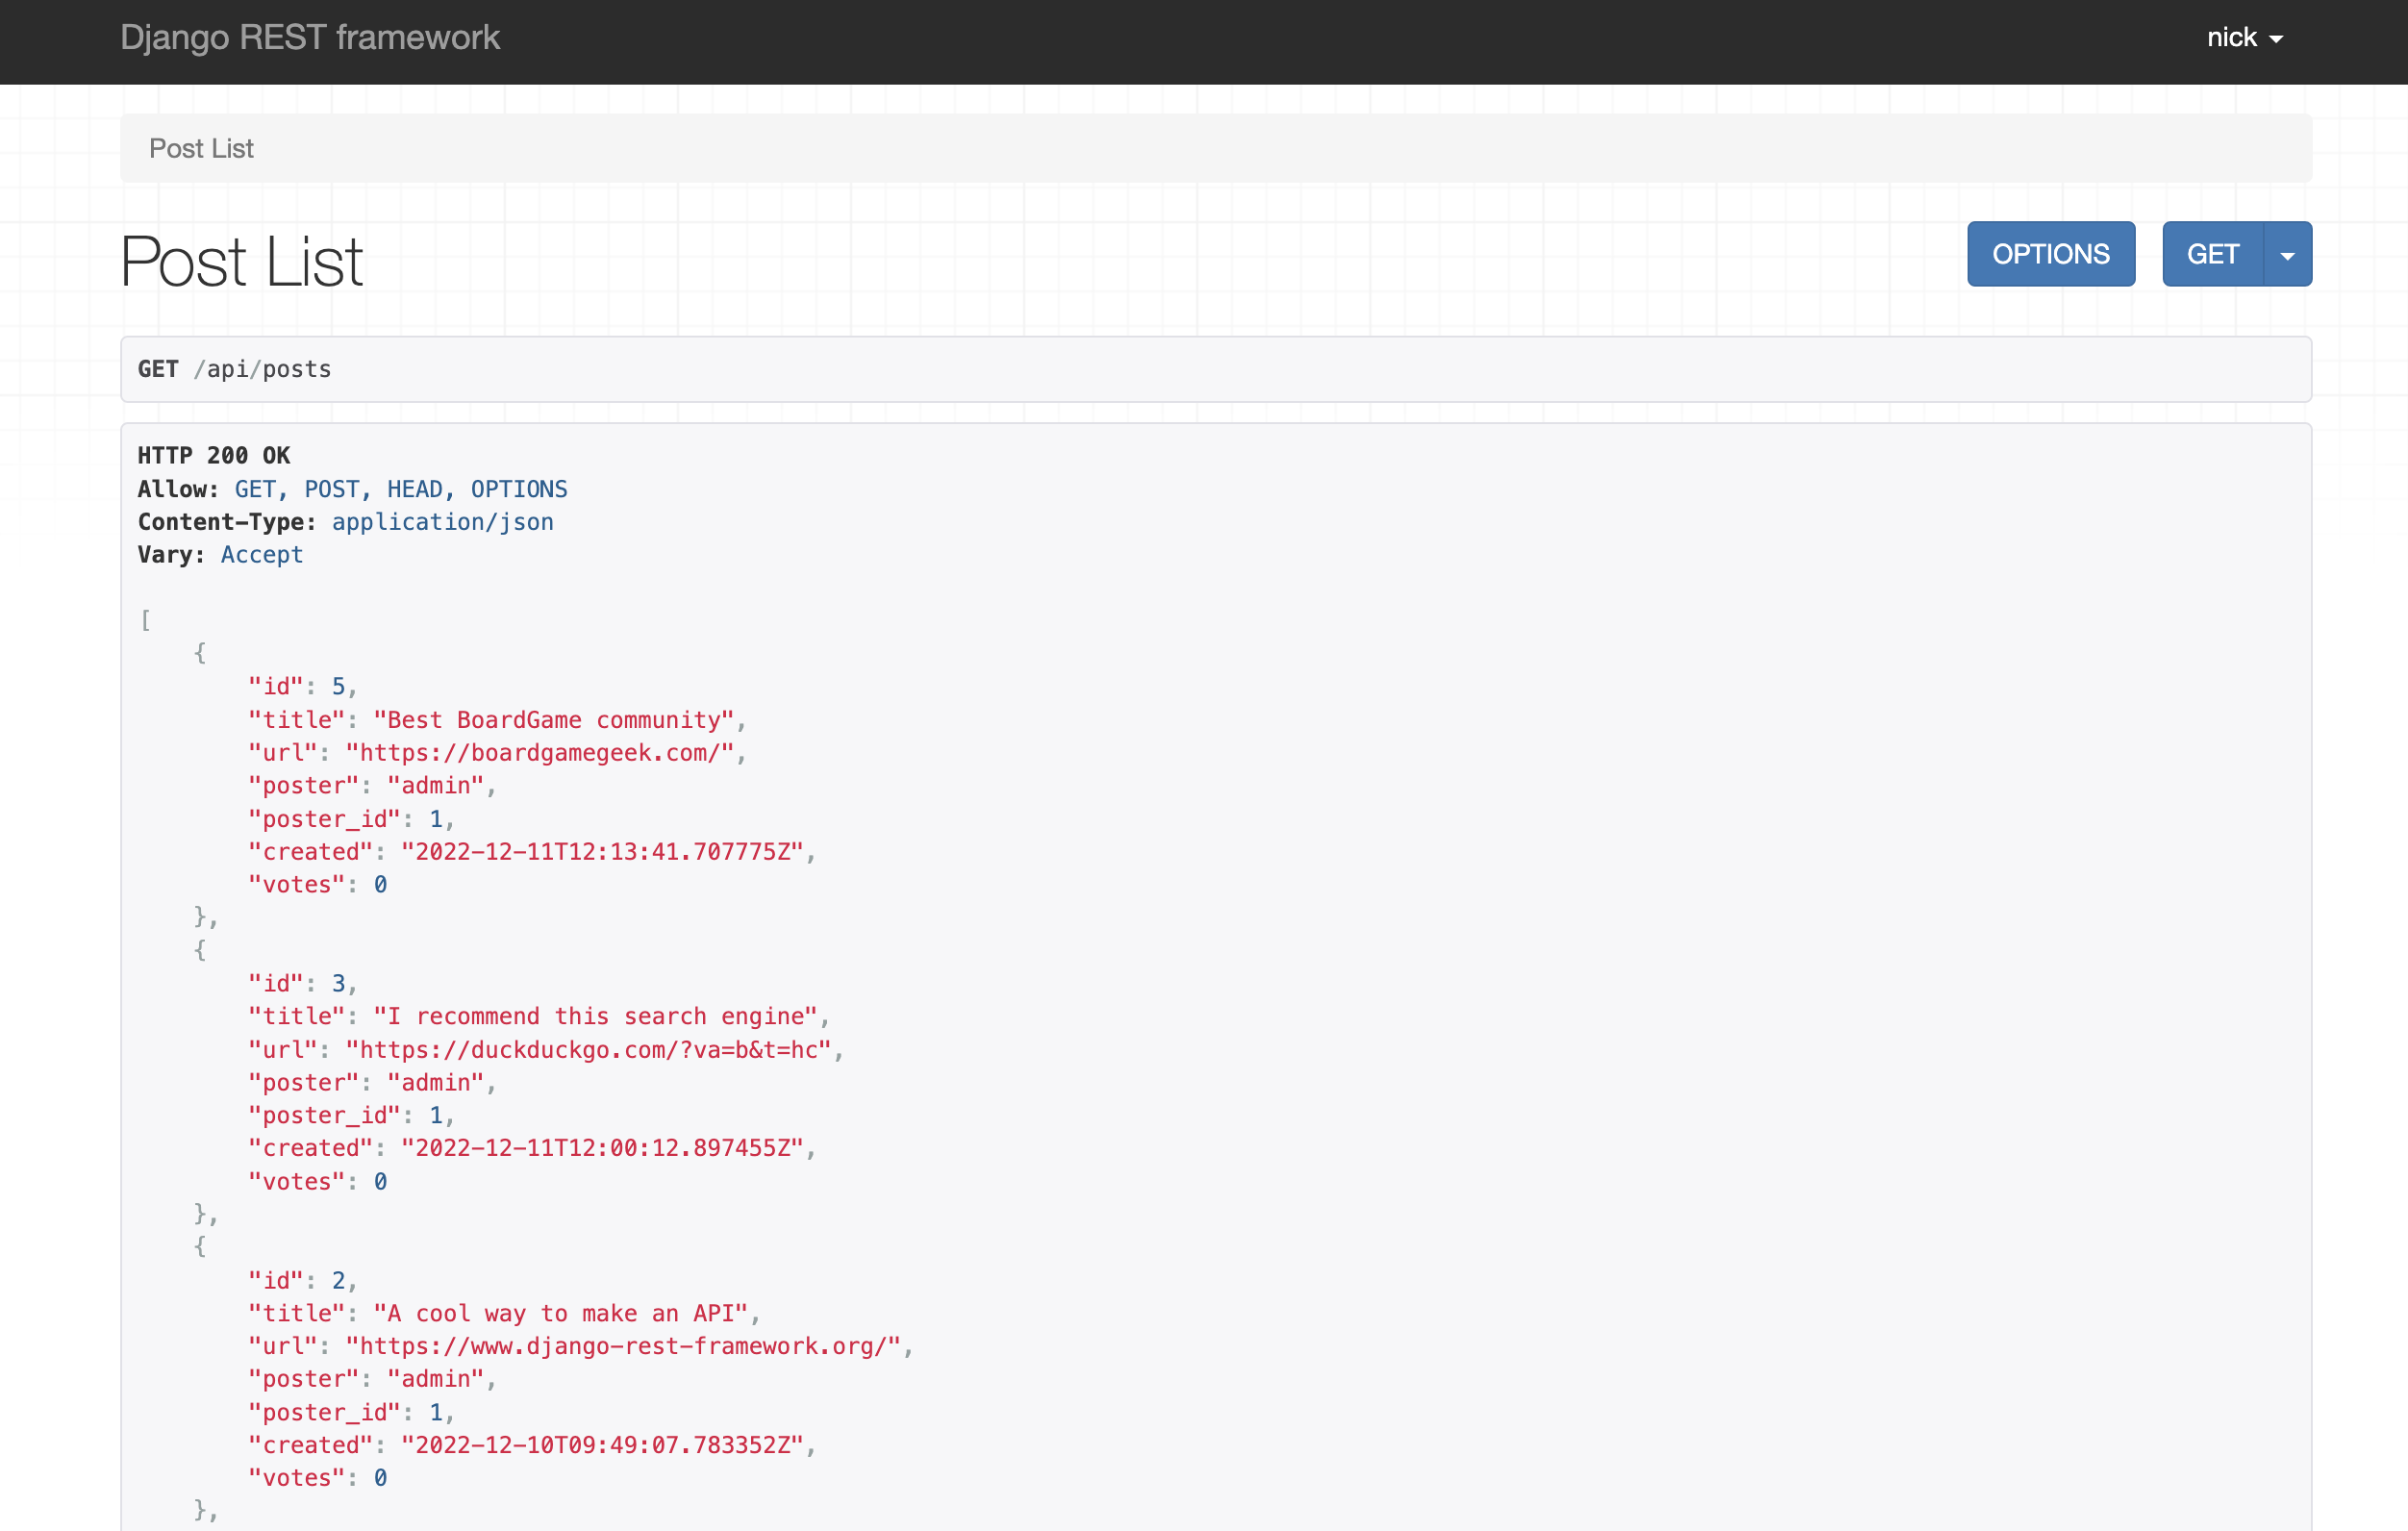 Django REST framework
nick
Post List
Post List
OPTIONS
GET
GET /api/posts
HTTP 200 OK
Allow: GET, POST, HEAD, OPTIONS
Content-Type: application/json
Vary: Accept
[
    {
        "id": 5,
        "title": "Best BoardGame community",
        "url": "https://boardgamegeek.com/",
        "poster": "admin",
        "poster_id": 1,
        "created": "2022-12-11T12:13:41.707775Z",
        "votes": 0
    },
    {
        "id": 3,
        "title": "I recommend this search engine",
        "url": "https://duckduckgo.com/?va=b&t=hc",
        "poster": "admin",
        "poster_id": 1,
        "created": "2022-12-11T12:00:12.897455Z",
        "votes": 0
    },
    {
        "id": 2,
        "title": "A cool way to make an API",
        "url": "https://www.django-rest-framework.org/",
        "poster": "admin",
        "poster_id": 1,
        "created": "2022-12-10T09:49:07.783352Z",
        "votes": 0
    },